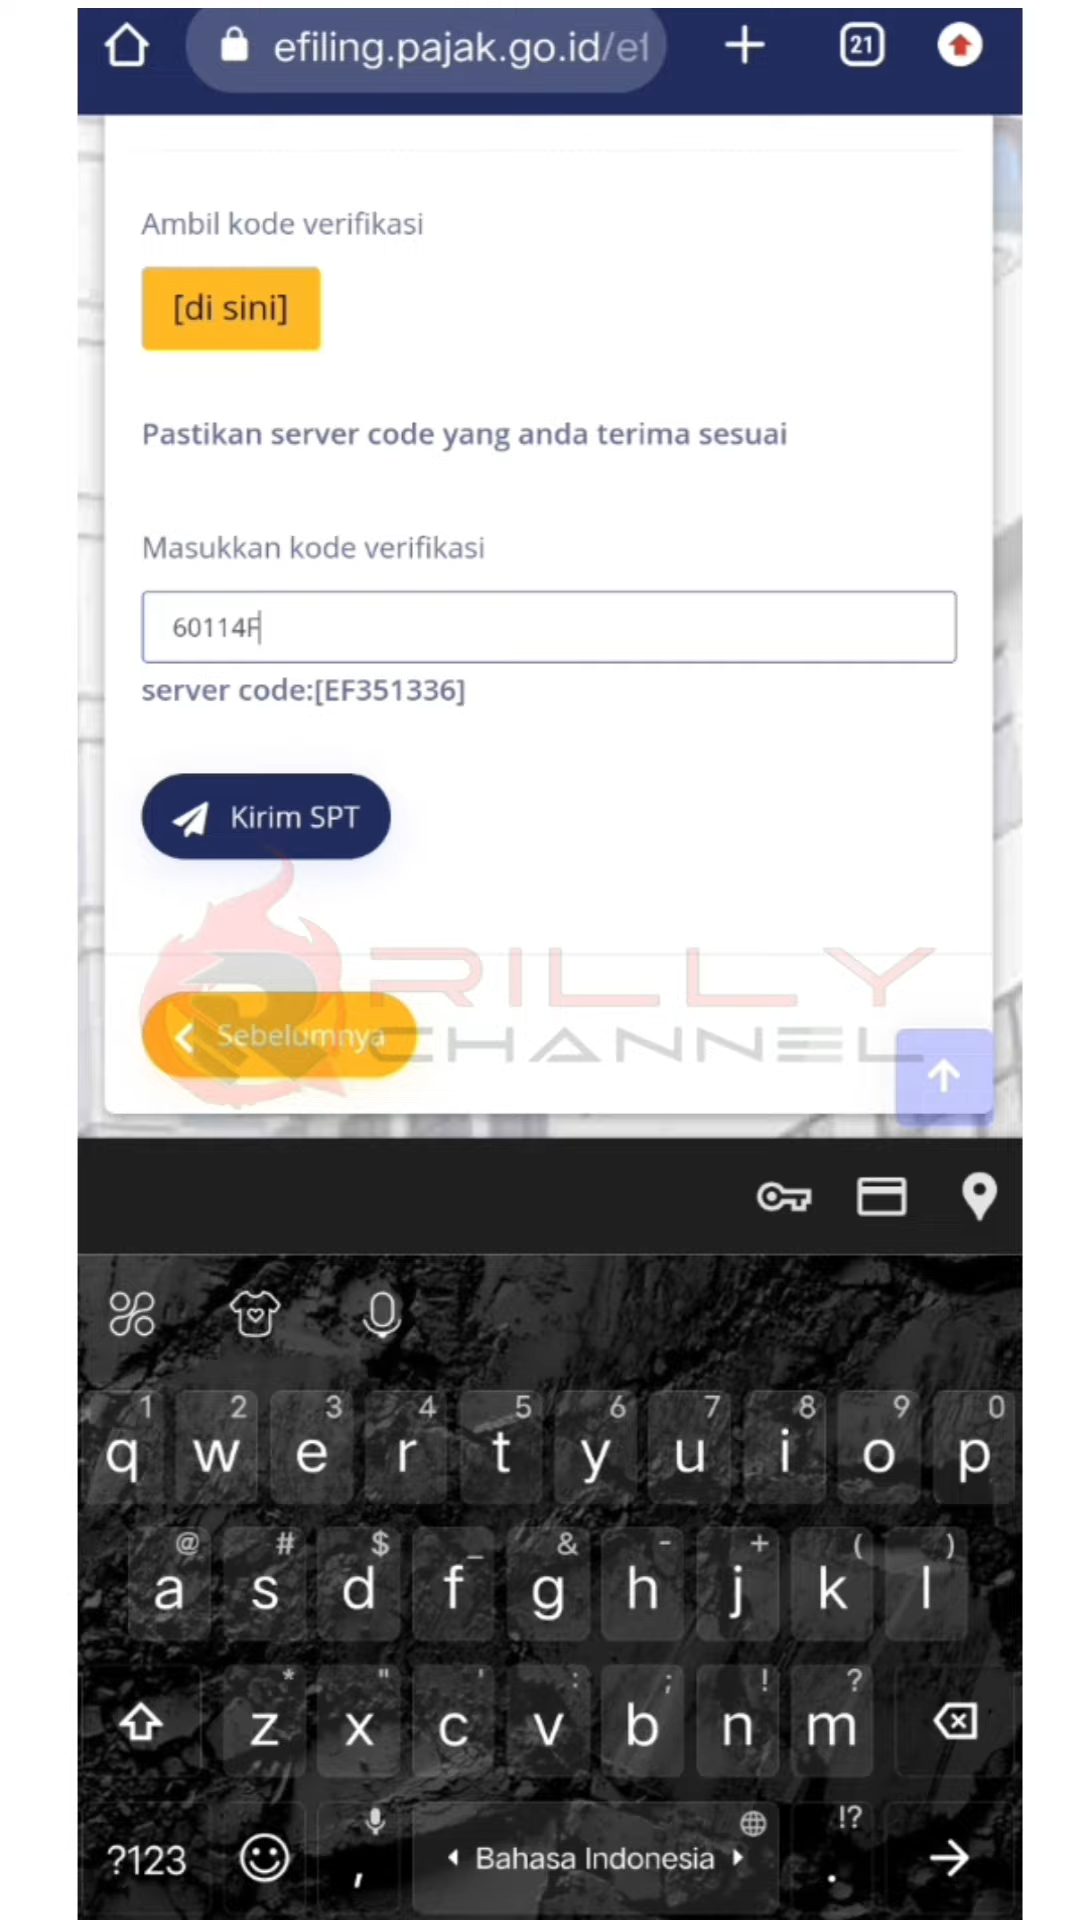 efiling.pajak.go.id/ef
21
Ambil kode verifikasi
[di sini]
Pastikan server code yang anda terima sesuai
Masukkan kode verifikasi
60114F
server code:[EF351336]
Kirim SPT
RILLY
Sebelumnya
CHANNEL
1 2 3 4 5 6 7 8 9 0
q w e r t y u i o p
@ # $ _ & - + ( )
a s d f g h j k l
* " ' : ; ! ?
z x c v b n m
!?
?123 , Bahasa Indonesia .